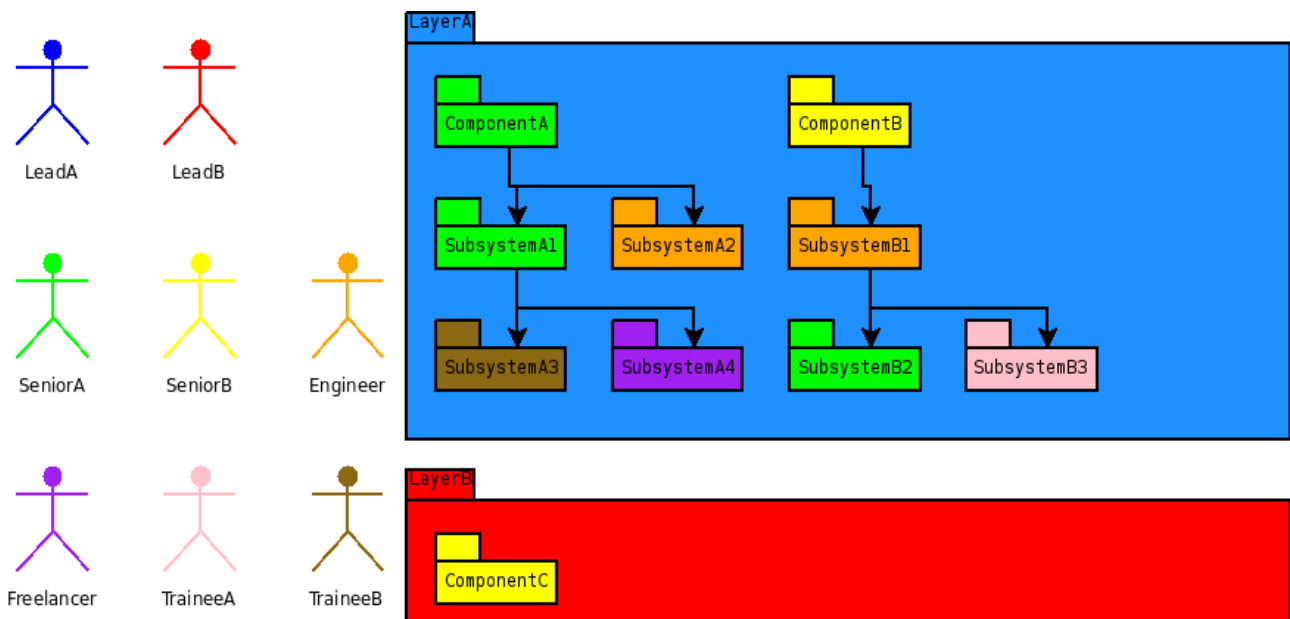 LayerA
LeadA
LeadB
ComponentA
ComponentB
SubsystemA1
SubsystemA2
SubsystemB1
SeniorA
SeniorB
Engineer
SubsystemA3
SubsystemA4
SubsystemB2
SubsystemB3
LayerB
Freelancer
TraineeA
TraineeB
ComponentC